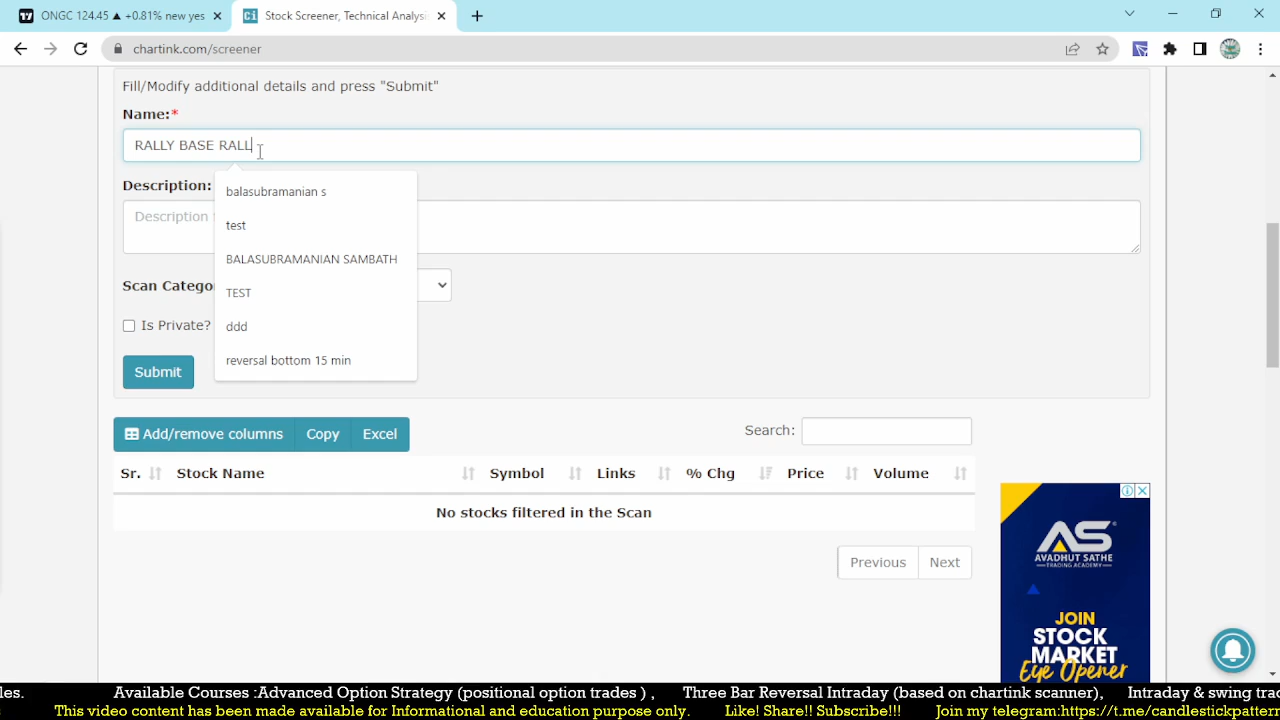 ONGC 124.45 ▲ +0.81% new yes
Stock Screener, Technical Analysis
chartink.com/screener
Fill/Modify additional details and press "Submit"
Name:*
RALLY BASE RALL
Description:
balasubramanian s
Description
test
BALASUBRAMANIAN SAMBATH
Scan Catego
TEST
Is Private?
ddd
reversal bottom 15 min
Submit
Add/remove columns Copy Excel
Search:
Sr. Stock Name Symbol Links % Chg Price Volume
No stocks filtered in the Scan
Previous Next
AS
AVADHUT SATHE
TRADING ACADEMY
JOIN
STOCK
MARKET
Eye Opener
les. Available Courses :Advanced Option Strategy (positional option trades ) , Three Bar Reversal Intraday (based on chartink scanner), Intraday & swing trad
This video content has been made available for Informational and education purpose only. Like! Share!! Subscribe!!! Join my telegram:https://t.me/candlestickpattern